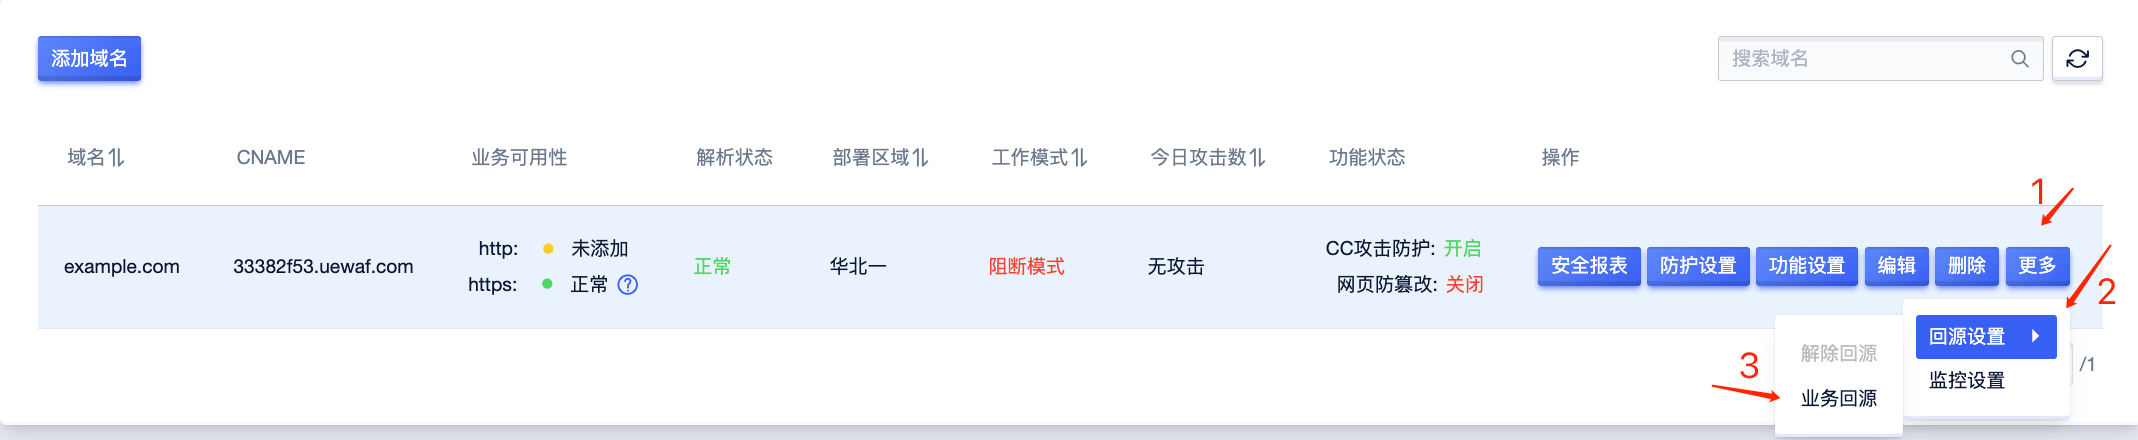 添加域名
搜索域名
域名 CNAME 业务可用性 解析状态 部署区域 工作模式 今日攻击数 功能状态 操作
1
http: 未添加 CC攻击防护: 开启
example.com 33382f53.uewaf.com 正常 华北一 阻断模式 无攻击 安全报表 防护设置 功能设置 编辑 删除 更多
https: 正常 ? 网页防篡改: 关闭
2
回源设置
解除回源
3
/1
监控设置
业务回源